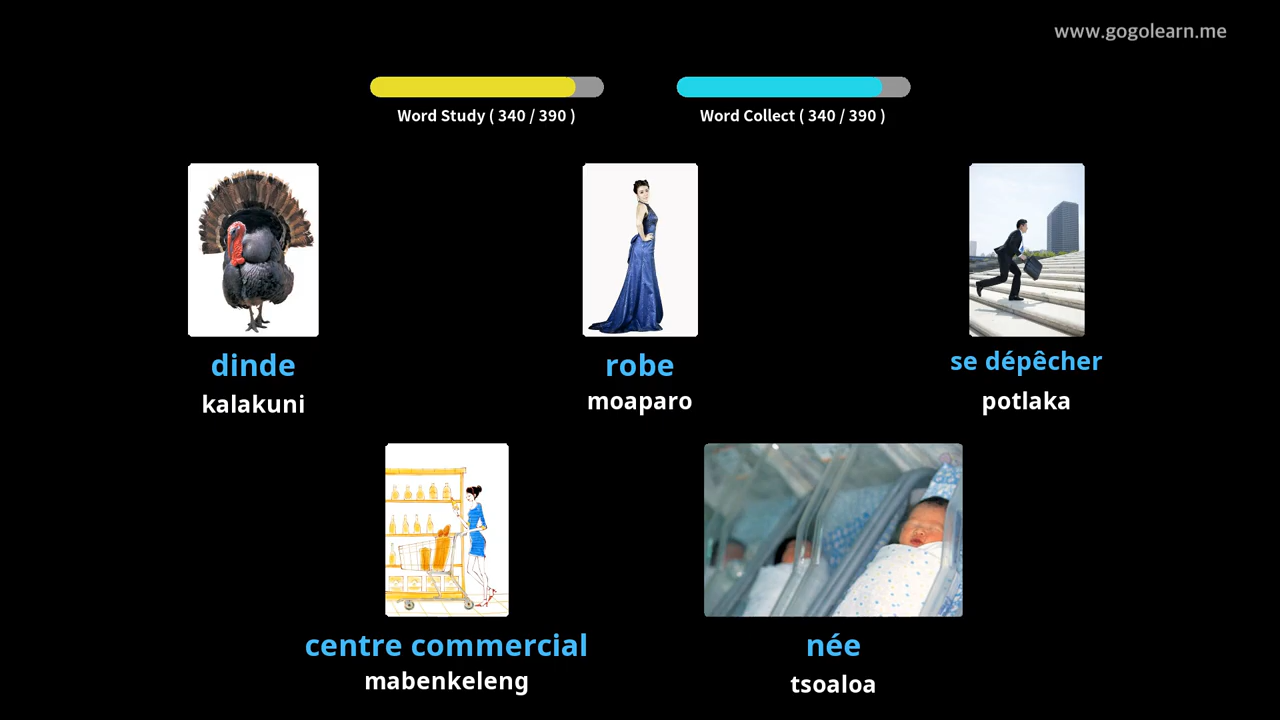 www.gogolearn.me
Word Study ( 340 / 390 )
Word Collect ( 340 / 390 )
dinde
kalakuni
robe
moaparo
se dépêcher
potlaka
centre commercial
mabenkeleng
née
tsoaloa